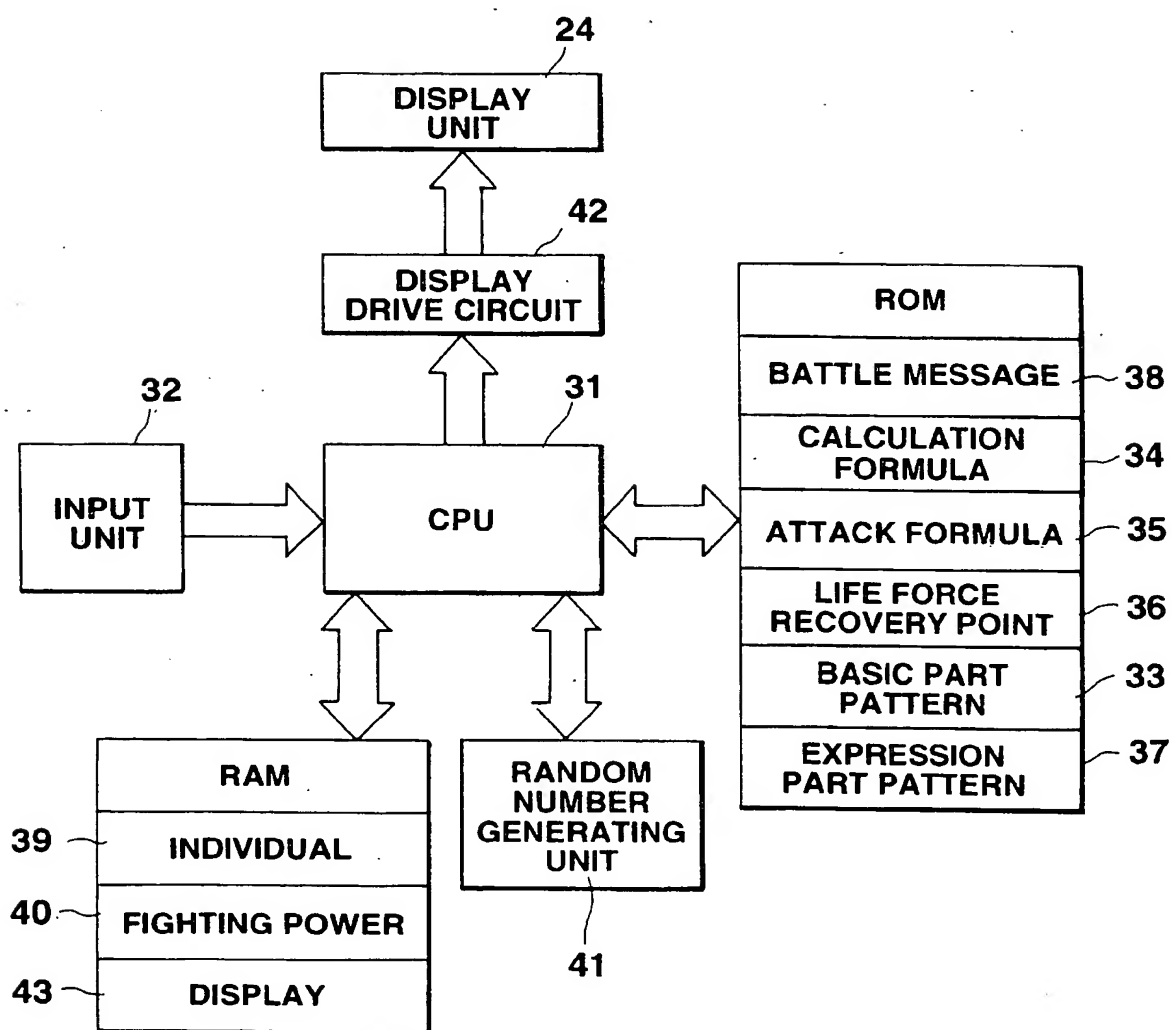 24
DISPLAY
UNIT
42
DISPLAY
DRIVE CIRCUIT
32
INPUT
UNIT
31
CPU
ROM
BATTLE MESSAGE
38
CALCULATION
FORMULA
34
ATTACK FORMULA
35
LIFE FORCE
RECOVERY POINT
36
BASIC PART
PATTERN
33
EXPRESSION
PART PATTERN
37
RAM
39
INDIVIDUAL
40
FIGHTING POWER
43
DISPLAY
RANDOM
NUMBER
GENERATING
UNIT
41